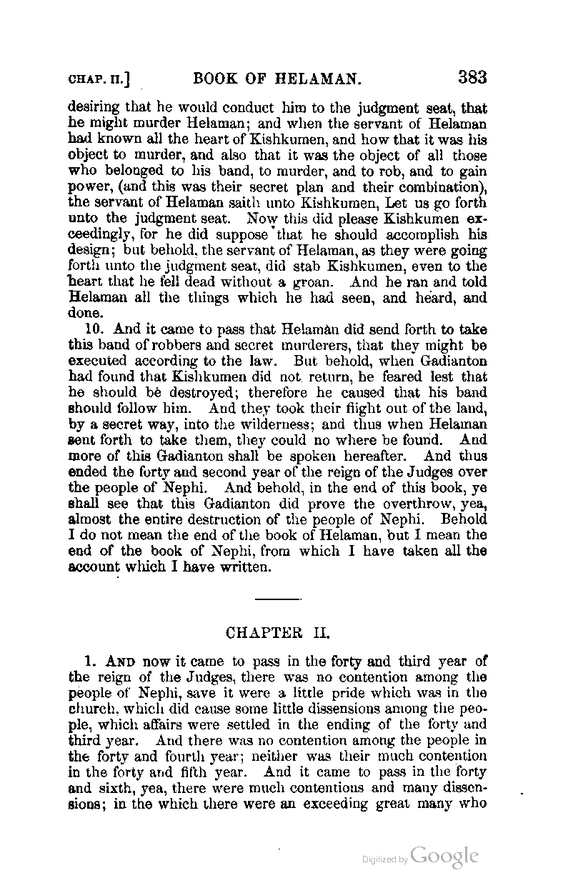 CHAP. II.] BOOK OF HELAMAN. 383
desiring that he would conduct him to the judgment seat, that
he might murder Helaman; and when the servant of Helaman
had known all the heart of Kishkumen, and how that it was his
object to murder, and also that it was the object of all those
who belonged to his band, to murder, and to rob, and to gain
power, (and this was their secret plan and their combination),
the servant of Helaman saith unto Kishkumen, Let us go forth
unto the judgment seat. Now this did please Kishkumen ex-
ceedingly, for he did suppose that he should accomplish his
design; but behold, the servant of Helaman, as they were going
forth unto the judgment seat, did stab Kishkumen, even to the
heart that he fell dead without a groan. And he ran and told
Helaman all the things which he had seen, and heard, and
done.
10. And it came to pass that Helaman did send forth to take
this band of robbers and secret murderers, that they might be
executed according to the law. But behold, when Gadianton
had found that Kishkumen did not return, he feared lest that
he should be destroyed; therefore he caused that his band
should follow him. And they took their flight out of the land,
by a secret way, into the wilderness; and thus when Helaman
sent forth to take them, they could no where be found. And
more of this Gadianton shall be spoken hereafter. And thus
ended the forty and second year of the reign of the Judges over
the people of Nephi. And behold, in the end of this book, ye
shall see that this Gadianton did prove the overthrow, yea,
almost the entire destruction of the people of Nephi. Behold
I do not mean the end of the book of Helaman, but I mean the
end of the book of Nephi, from which I have taken all the
account which I have written.
CHAPTER II.
1. AND now it came to pass in the forty and third year of
the reign of the Judges, there was no contention among the
people of Nephi, save it were a little pride which was in the
church, which did cause some little dissensions among the peo-
ple, which affairs were settled in the ending of the forty and
third year. And there was no contention among the people in
the forty and fourth year; neither was their much contention
in the forty and fifth year. And it came to pass in the forty
and sixth, yea, there were much contentions and many dissen-
sions; in the which there were an exceeding great many who
Digitized by Google